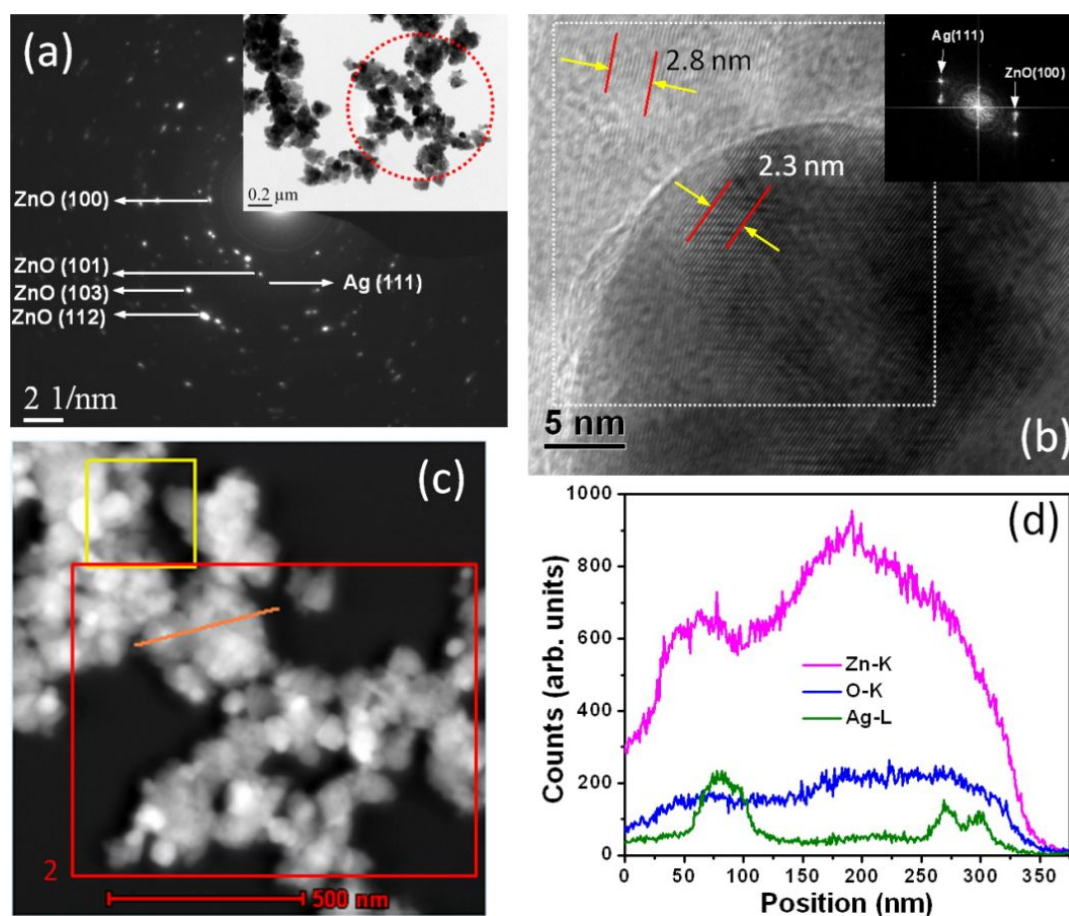 (a)
0.2 µm
ZnO (100)
ZnO (101)
Ag (111)
ZnO (103)
ZnO (112)
2 1/nm
2.8 nm
Ag(111)
ZnO(100)
2.3 nm
5 nm
(b)
(c)
2
500 nm
(d)
1000
800
600
400
200
0
Counts (arb. units)
Zn-K
O-K
Ag-L
0 50 100 150 200 250 300 350
Position (nm)